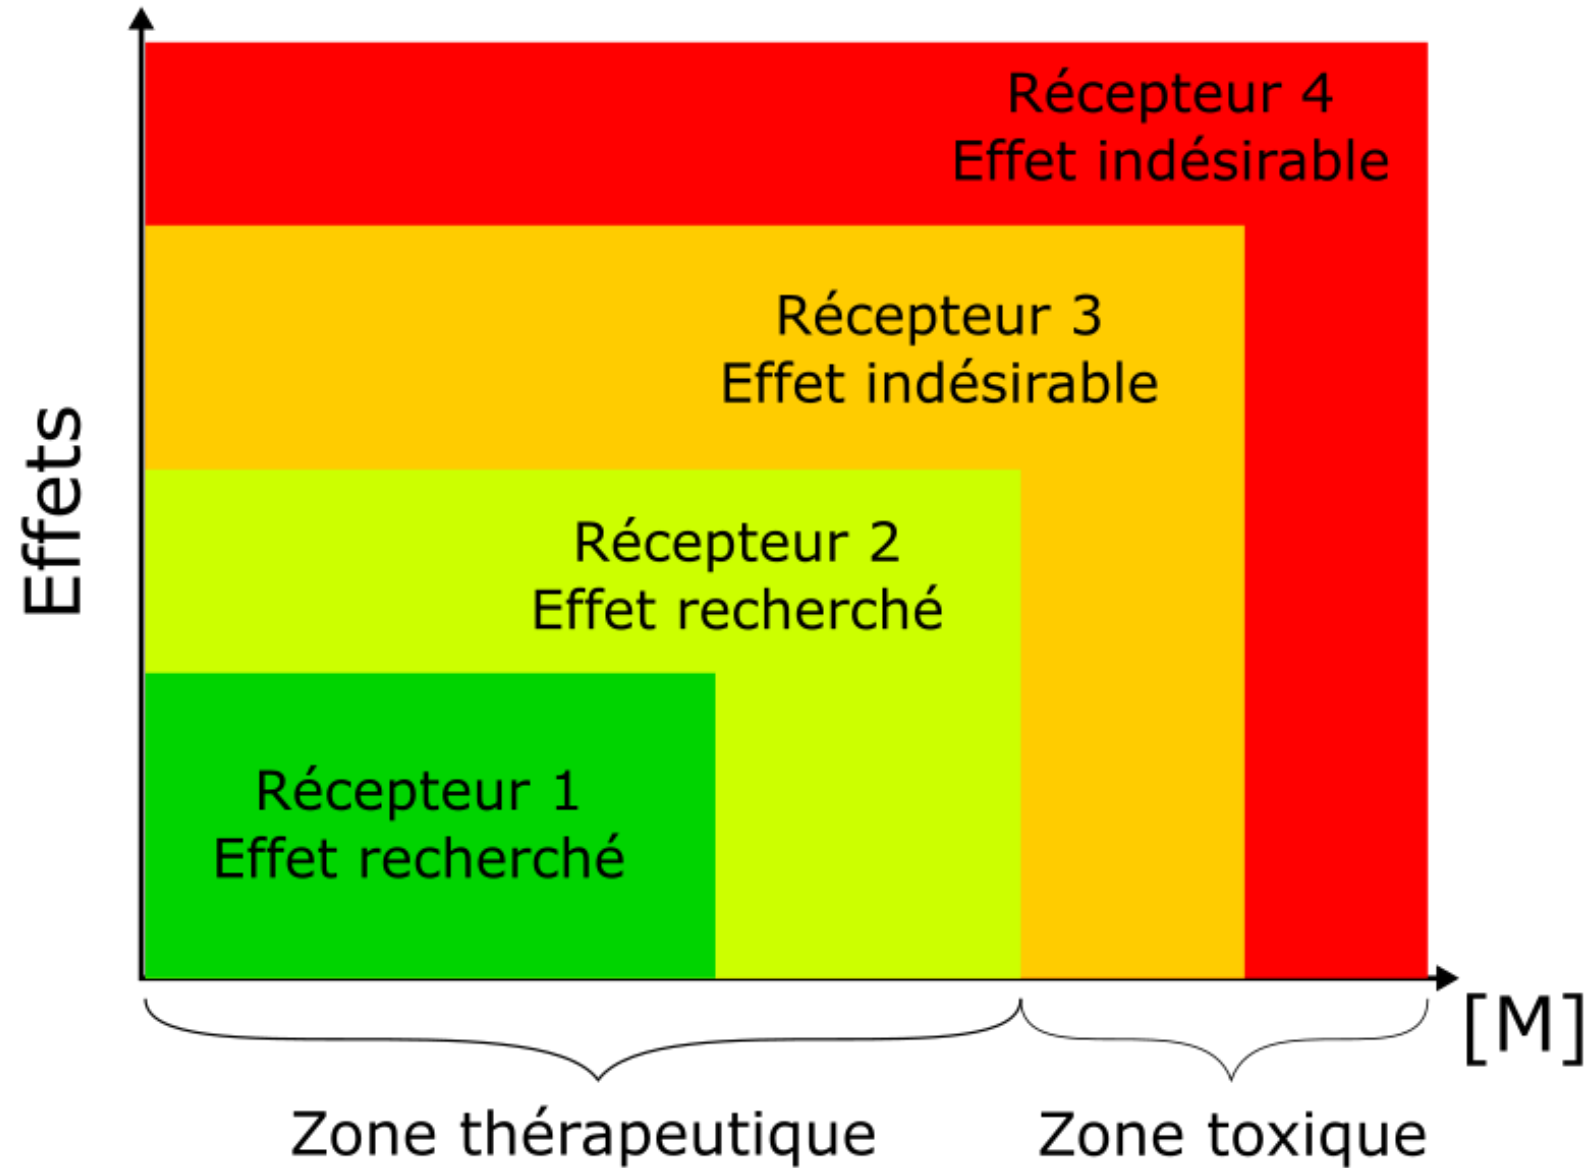 Récepteur 4
Effet indésirable
Récepteur 3
Effet indésirable
Effets
Récepteur 2
Effet recherché
Récepteur 1
Effet recherché
[M]
Zone thérapeutique
Zone toxique